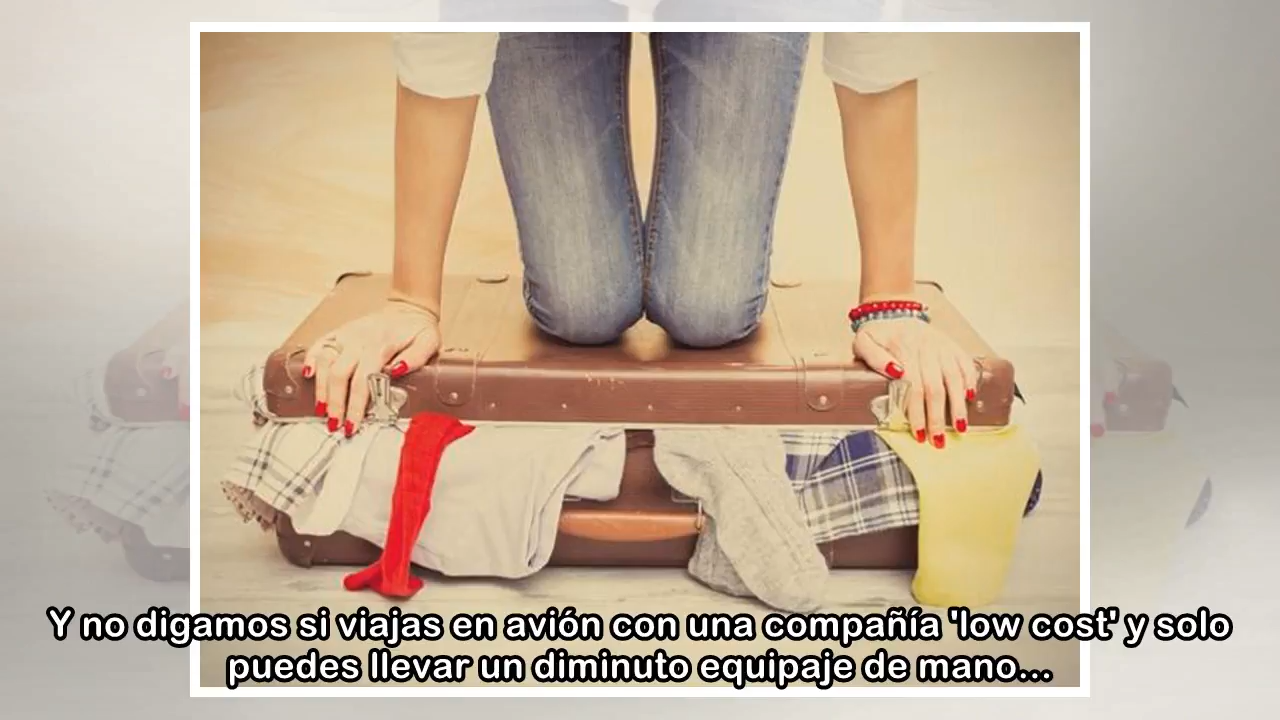 Y no digamos si viajas en avión con una compañía 'low cost' y solo
puedes llevar un diminuto equipaje de mano...